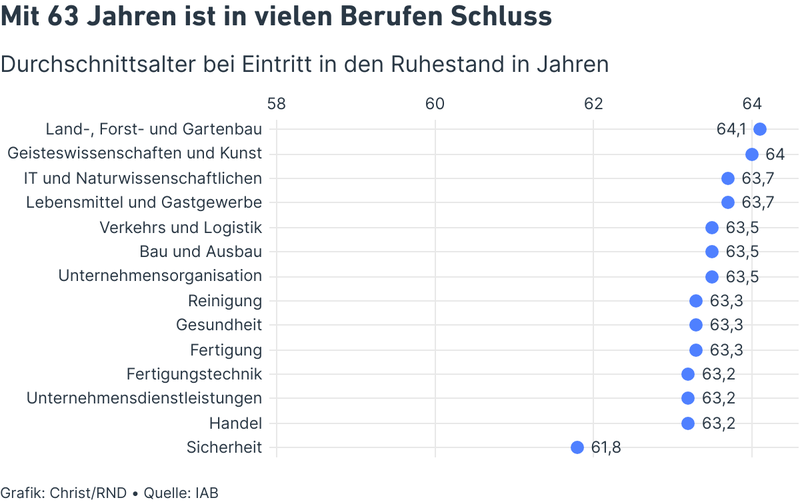 Mit 63 Jahren ist in vielen Berufen Schluss
Durchschnittsalter bei Eintritt in den Ruhestand in Jahren
58 60 62 64
Land-, Forst- und Gartenbau 64,1
Geisteswissenschaften und Kunst 64
IT und Naturwissenschaftlichen 63,7
Lebensmittel und Gastgewerbe 63,7
Verkehrs und Logistik 63,5
Bau und Ausbau 63,5
Unternehmensorganisation 63,5
Reinigung 63,3
Gesundheit 63,3
Fertigung 63,3
Fertigungstechnik 63,2
Unternehmensdienstleistungen 63,2
Handel 63,2
Sicherheit 61,8
Grafik: Christ/RND • Quelle: IAB